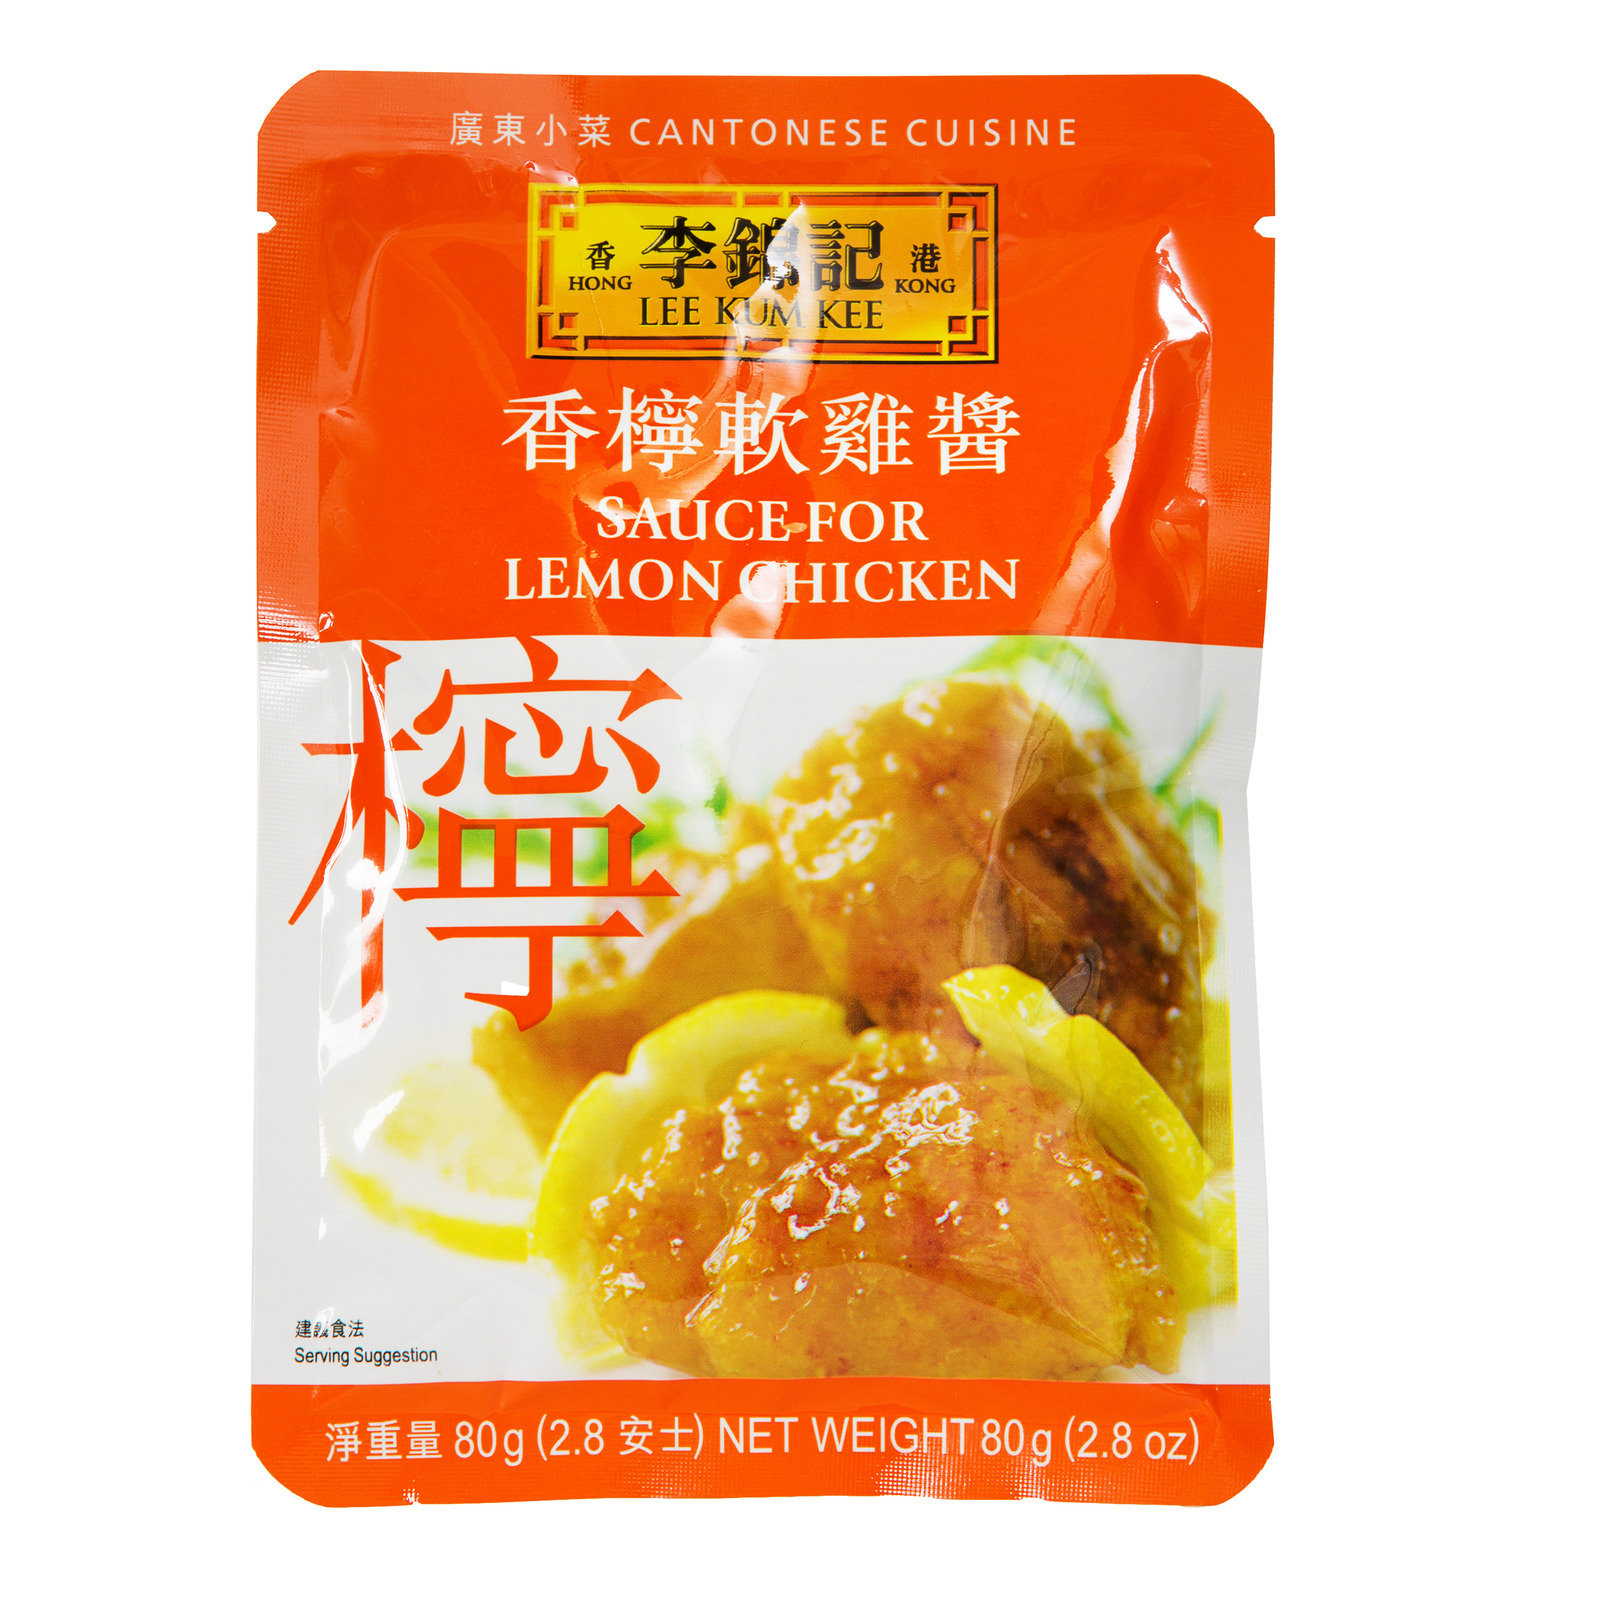 廣東小菜 CANTONESE CUISINE
香 李錦記 港
HONG LEE KUM KEE KONG
香檸軟雞醬
SAUCE FOR
LEMON CHICKEN
檸
建議食法
Serving Suggestion
淨重量 80g (2.8 安士) NET WEIGHT 80g (2.8 oz)